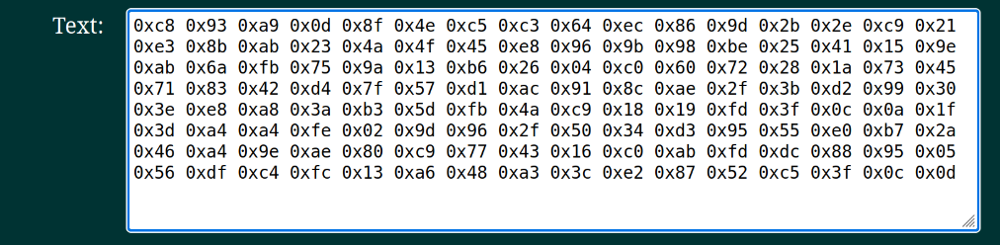 Text:
0xc8 0x93 0xa9 0x0d 0x8f 0x4e 0xc5 0xc3 0x64 0xec 0x86 0x9d 0x2b 0x2e 0xc9 0x21
0xe3 0x8b 0xab 0x23 0x4a 0x4f 0x45 0xe8 0x96 0x9b 0x98 0xbe 0x25 0x41 0x15 0x9e
0xab 0x6a 0xfb 0x75 0x9a 0x13 0xb6 0x26 0x04 0xc0 0x60 0x72 0x28 0x1a 0x73 0x45
0x71 0x83 0x42 0xd4 0x7f 0x57 0xd1 0xac 0x91 0x8c 0xae 0x2f 0x3b 0xd2 0x99 0x30
0x3e 0xe8 0xa8 0x3a 0xb3 0x5d 0xfb 0x4a 0xc9 0x18 0x19 0xfd 0x3f 0x0c 0x0a 0x1f
0x3d 0xa4 0xa4 0xfe 0x02 0x9d 0x96 0x2f 0x50 0x34 0xd3 0x95 0x55 0xe0 0xb7 0x2a
0x46 0xa4 0x9e 0xae 0x80 0xc9 0x77 0x43 0x16 0xc0 0xab 0xfd 0xdc 0x88 0x95 0x05
0x56 0xdf 0xc4 0xfc 0x13 0xa6 0x48 0xa3 0x3c 0xe2 0x87 0x52 0xc5 0x3f 0x0c 0x0d